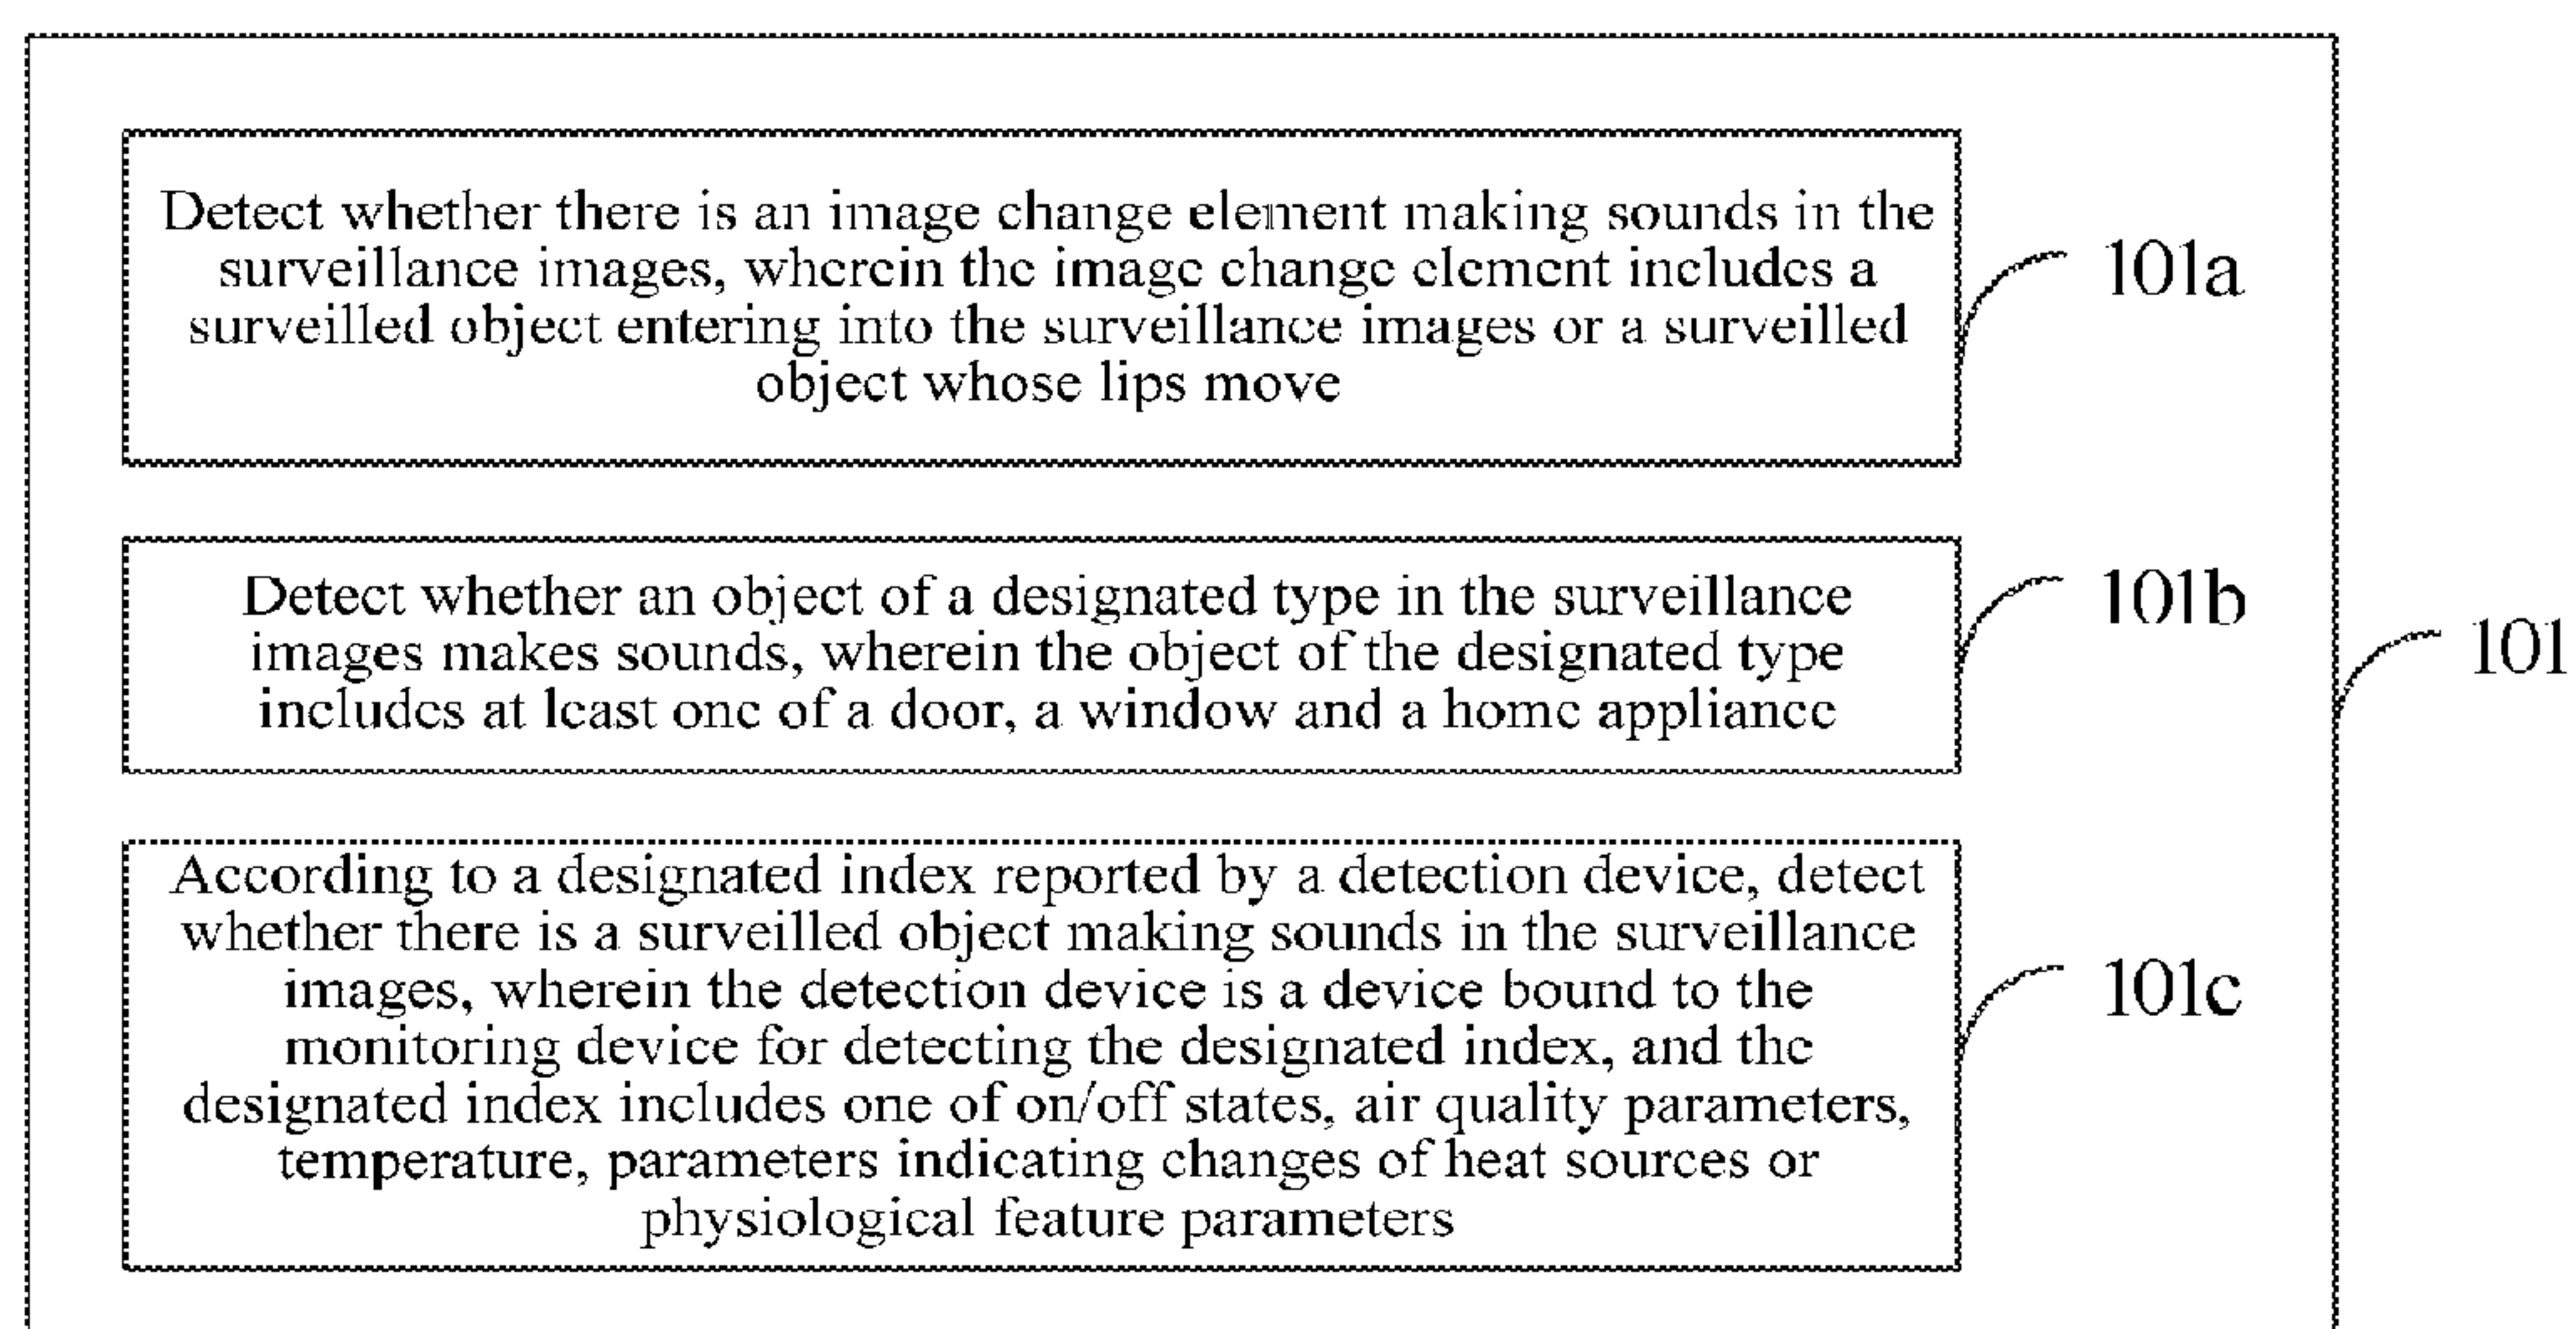 Detect whether there is an image change element making sounds in the
surveillance images, wherein the image change element includes a
surveilled object entering into the surveillance images or a surveilled
object whose lips move
101a
Detect whether an object of a designated type in the surveillance
images makes sounds, wherein the object of the designated type
includes at least one of a door, a window and a home appliance
101b
101
According to a designated index reported by a detection device, detect
whether there is a surveilled object making sounds in the surveillance
images, wherein the detection device is a device bound to the
monitoring device for detecting the designated index, and the
designated index includes one of on/off states, air quality parameters,
temperature, parameters indicating changes of heat sources or
physiological feature parameters
101c